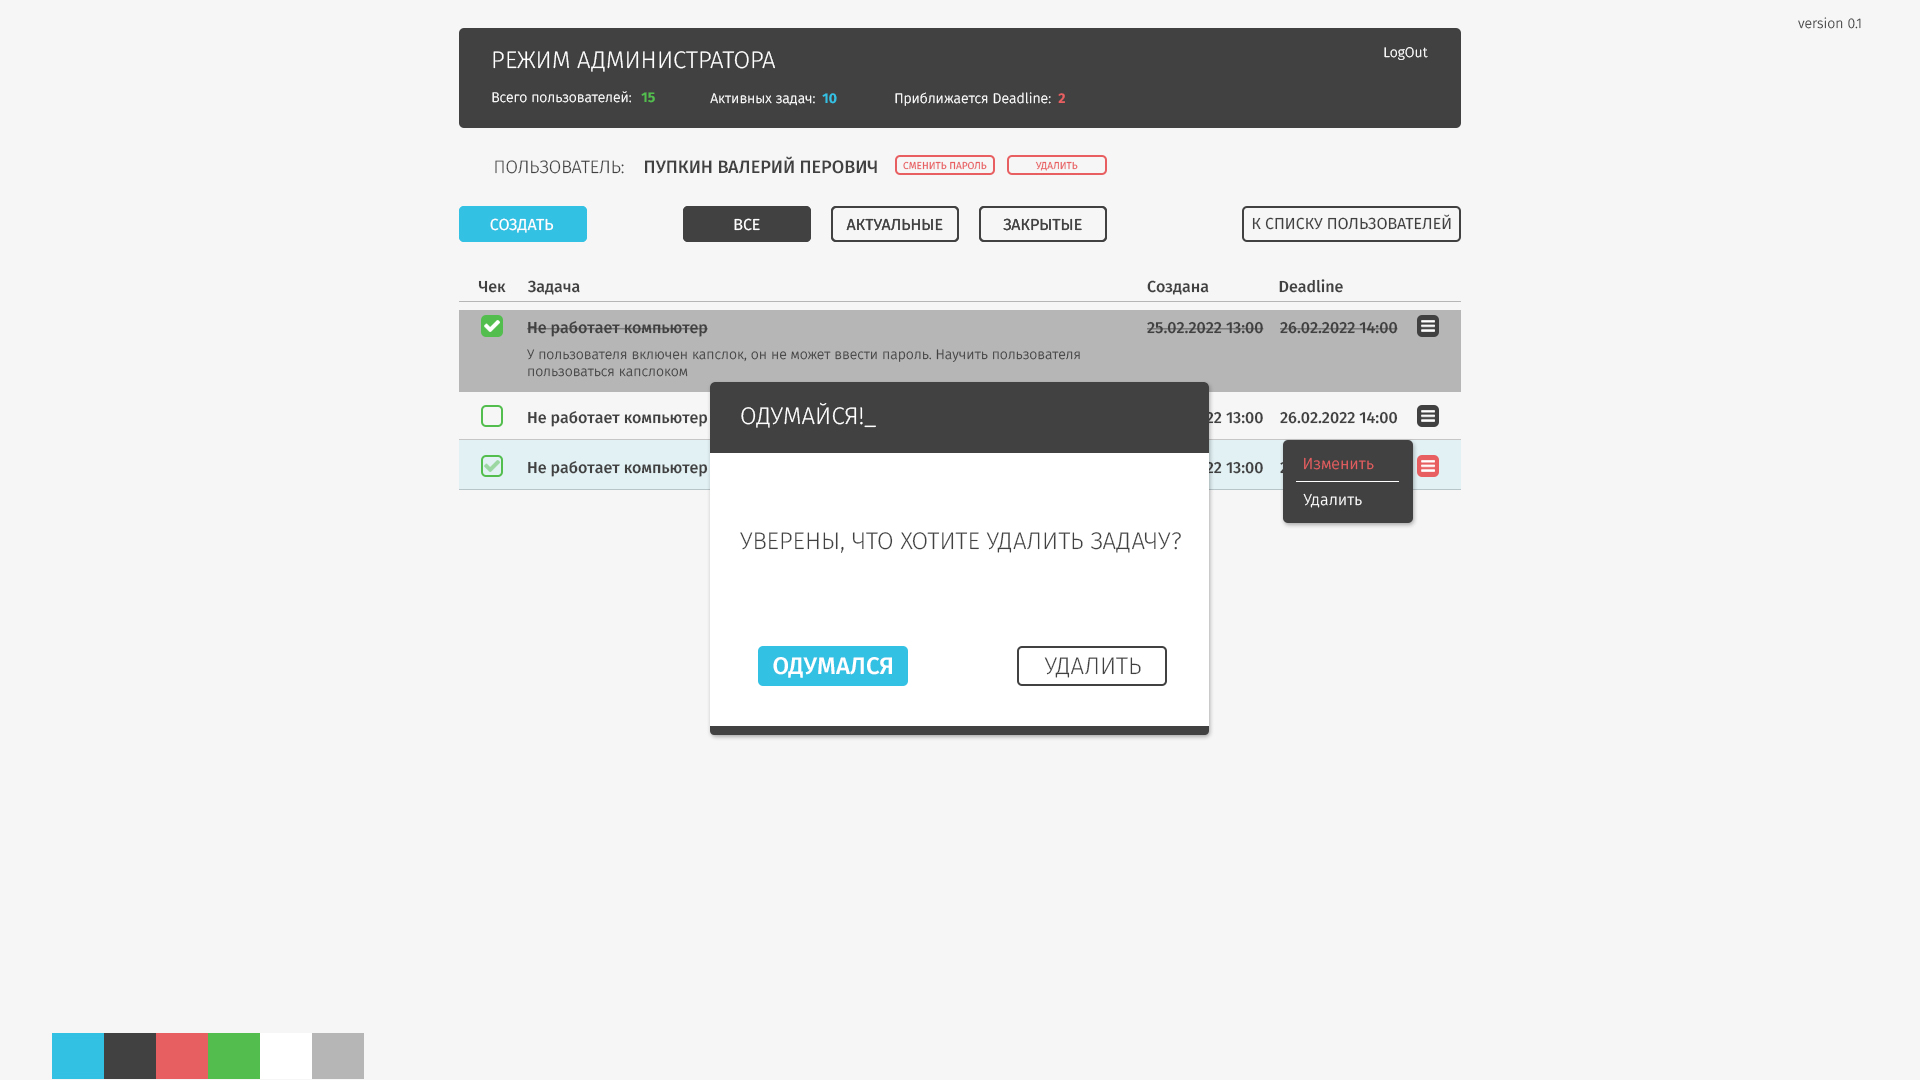 version 0.1
РЕЖИМ АДМИНИСТРАТОРА
LogOut
Всего пользователей: 15 Активных задач: 10 Приближается Deadline: 2
ПОЛЬЗОВАТЕЛЬ: ПУПКИН ВАЛЕРИЙ ПЕРОВИЧ СМЕНИТЬ ПАРОЛЬ УДАЛИТЬ
СОЗДАТЬ ВСЕ АКТУАЛЬНЫЕ ЗАКРЫТЫЕ К СПИСКУ ПОЛЬЗОВАТЕЛЕЙ
Чек Задача Создана Deadline
Не работает компьютер 25.02.2022 13:00 26.02.2022 14:00
У пользователя включен капслок, он не может ввести пароль. Научить пользователя
пользоваться капслоком
ОДУМАЙСЯ!_
Не работает компьютер 22 13:00 26.02.2022 14:00
Не работает компьютер 22 13:00
Изменить
Удалить
УВЕРЕНЫ, ЧТО ХОТИТЕ УДАЛИТЬ ЗАДАЧУ?
ОДУМАЛСЯ УДАЛИТЬ